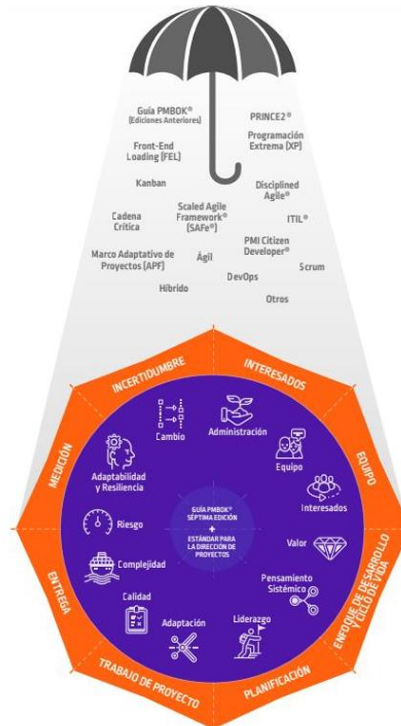 Guía PMBOK®
(Ediciones Anteriores)
PRINCE2®
Programación
Extrema (XP)
Front-End
Loading (FEL)
Kanban
Disciplined
Agile®
Scaled Agile
Framework®
(SAFe®)
Cadena
Crítica
ITIL®
PMI Citizen
Developer®
Marco Adaptativo de
Proyectos (APF)
Ágil
Scrum
DevOps
Híbrido
Otros
INCERTIDUMBRE
INTERESADOS
MEDICIÓN
EQUIPO
Cambio
Administración
Equipo
Adaptabilidad
y Resiliencia
Interesados
GUÍA PMBOK®
SÉPTIMA EDICIÓN
+
ESTÁNDAR PARA
LA DIRECCIÓN DE
PROYECTOS
Riesgo
Valor
Complejidad
Pensamiento
Sistémico
Calidad
Adaptación
Liderazgo
ENTREGA
ENFOQUE DE DESARROLLO
Y CICLO DE VIDA
TRABAJO DE PROYECTO
PLANIFICACIÓN